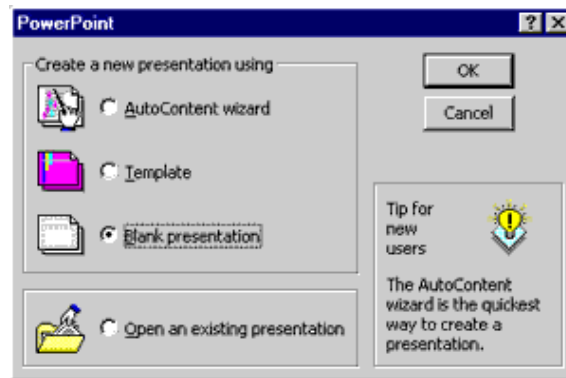 PowerPoint
Create a new presentation using
AutoContent wizard
Template
Blank presentation
Open an existing presentation
OK
Cancel
Tip for
new
users
The AutoContent
wizard is the quickest
way to create a
presentation.